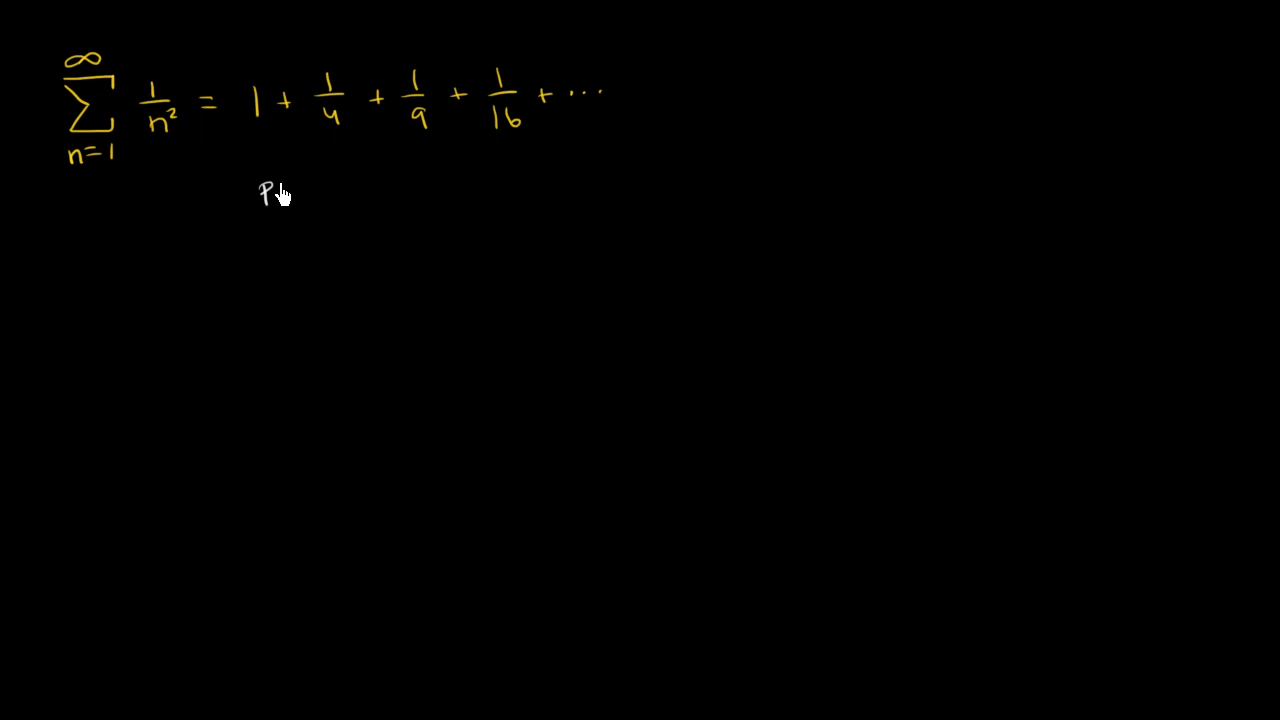 ∞∑n=1 1/n² = 1 + 1/4 + 1/9 + 1/16 + ···
P